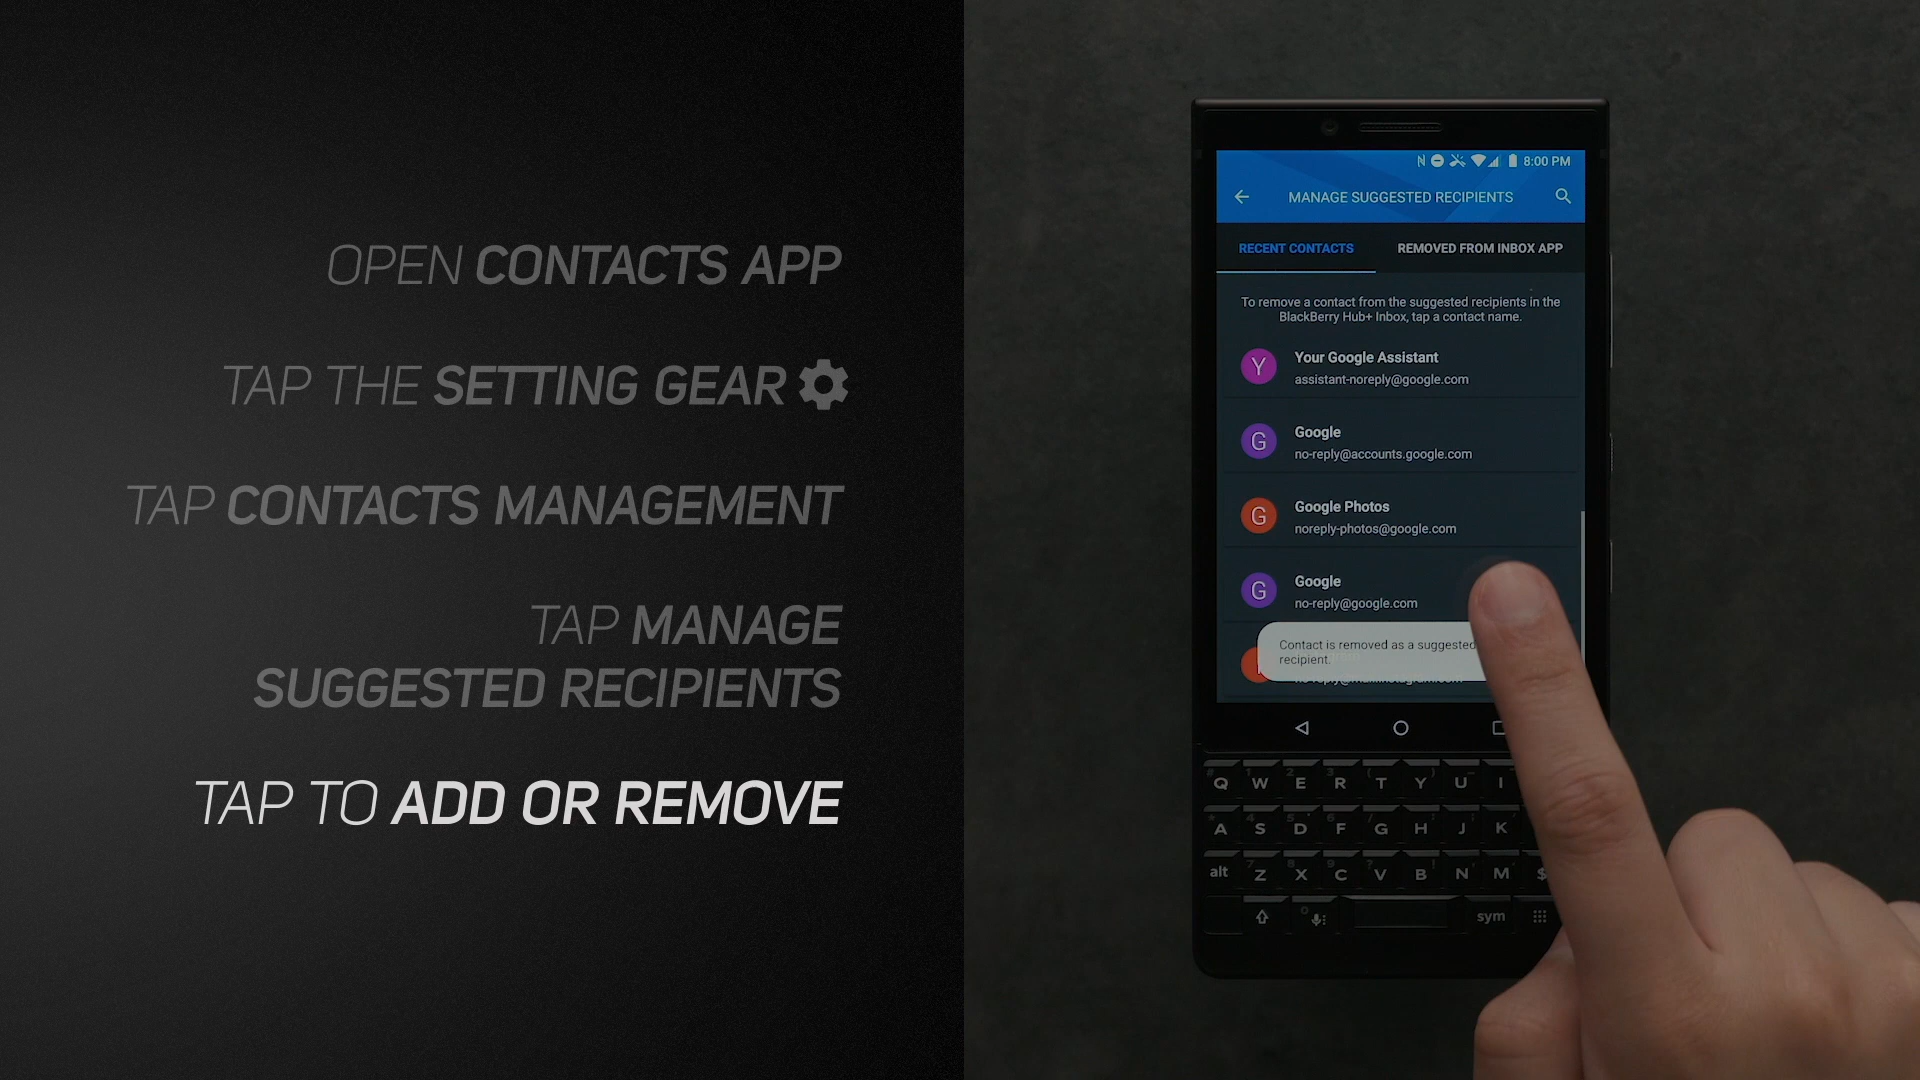 OPEN CONTACTS APP
TAP THE SETTING GEAR
TAP CONTACTS MANAGEMENT
TAP MANAGE
SUGGESTED RECIPIENTS
TAP TO ADD OR REMOVE
8:00 PM
MANAGE SUGGESTED RECIPIENTS
RECENT CONTACTS
REMOVED FROM INBOX APP
To remove a contact from the suggested recipients in the
BlackBerry Hub+ Inbox, tap a contact name.
Y
Your Google Assistant
assistant-noreply@google.com
G
Google
no-reply@accounts.google.com
G
Google Photos
noreply-photos@google.com
G
Google
no-reply@google.com
Contact is removed as a suggested
recipient.
Q W E R T Y U I
A S D F G H J K
alt Z X C V B N M $
sym